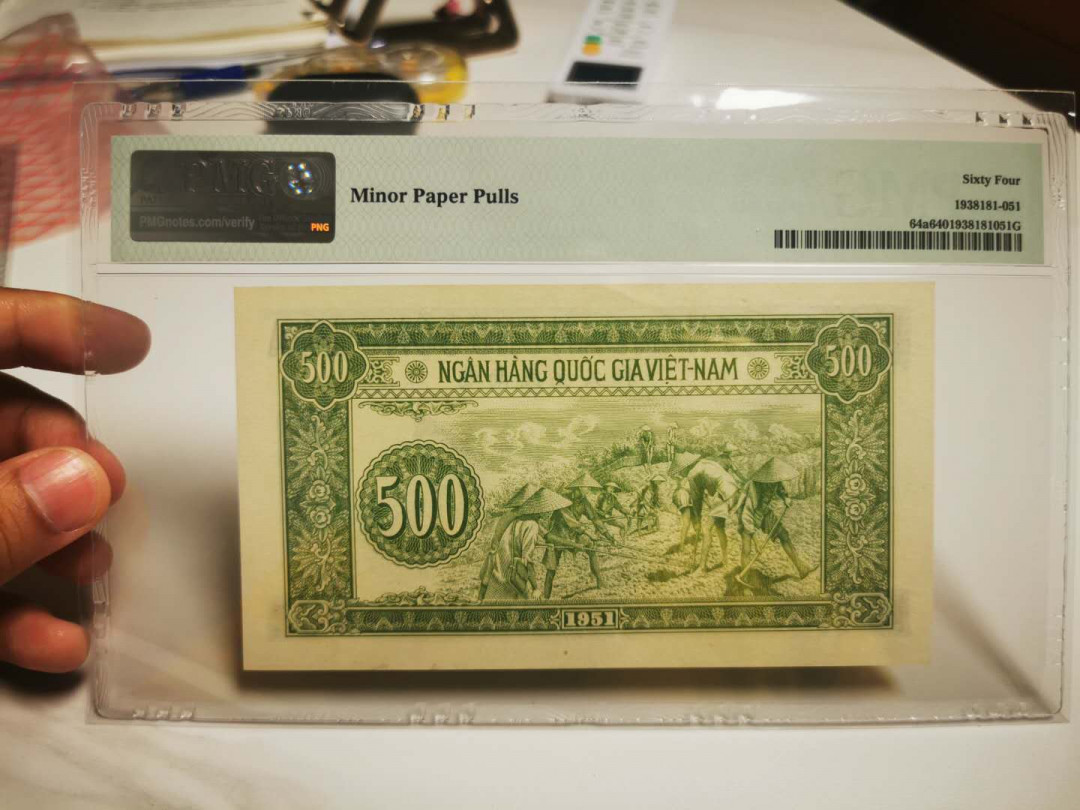 PMG
PMGnotes.com/verify
PNG
Minor Paper Pulls
Sixty Four
1938181-051
64a6401938181051G
500
NGÂN HÀNG QUỐC GIA VIỆT-NAM
500
500
1951